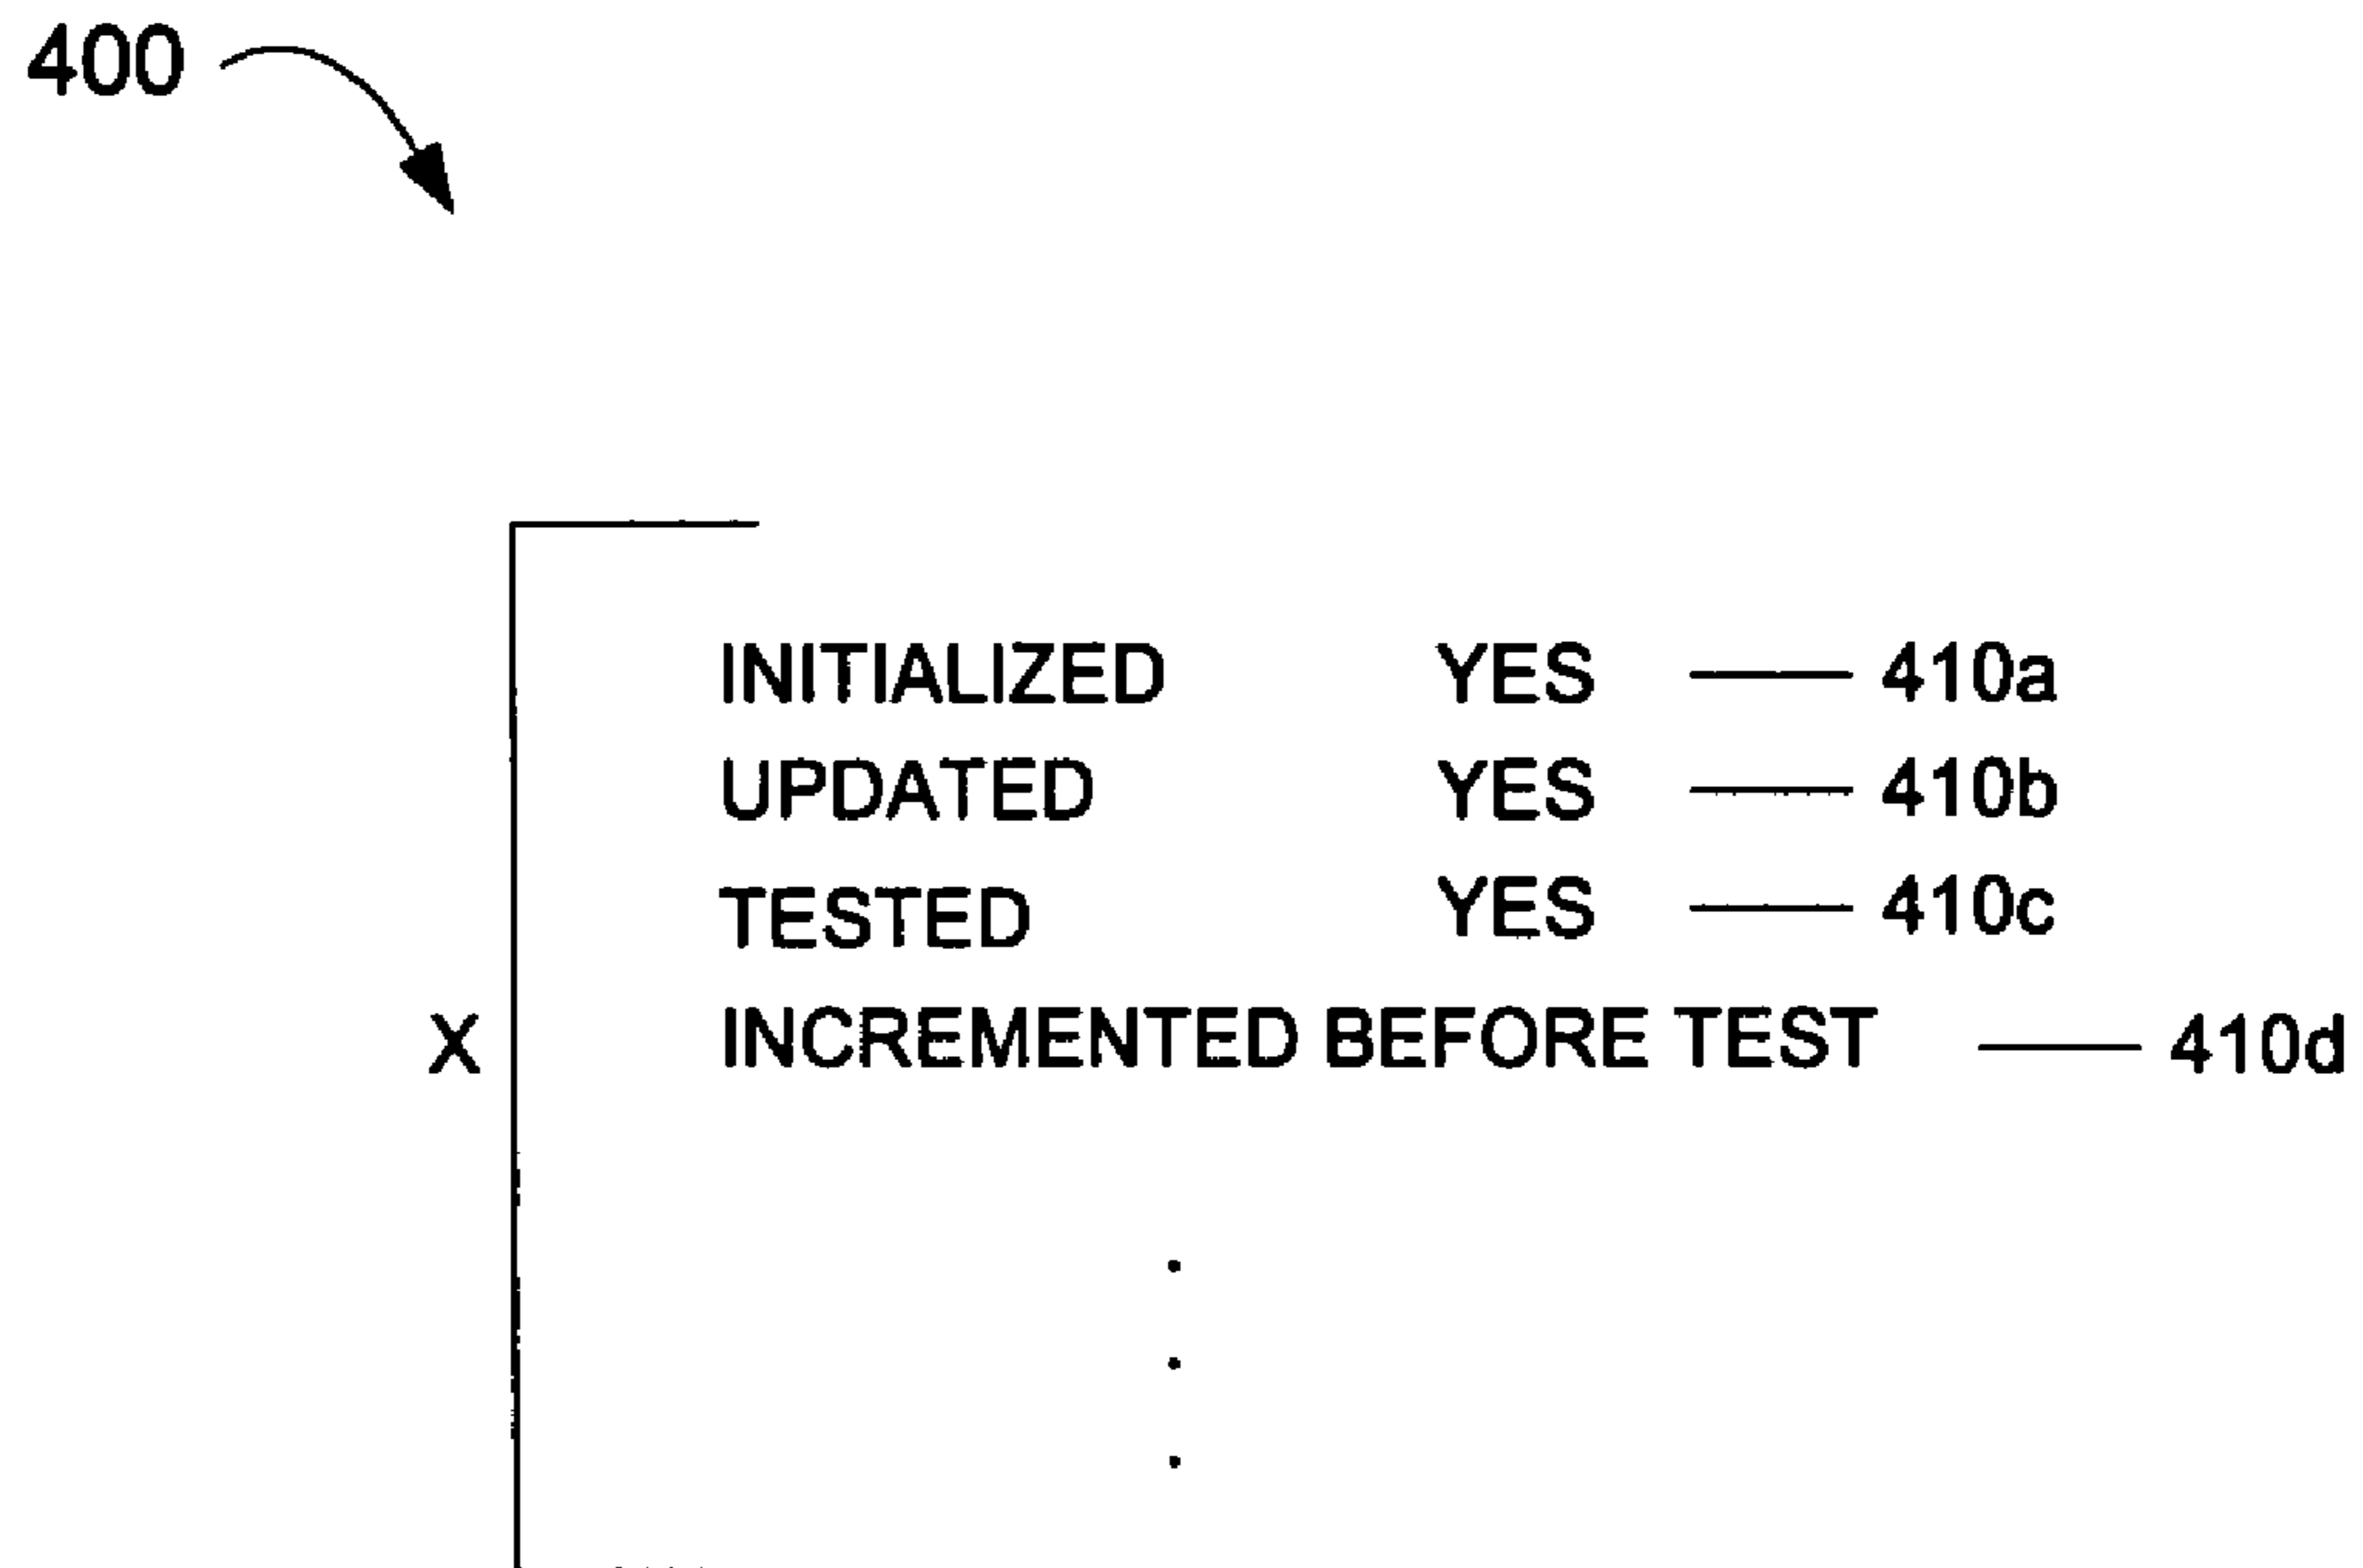 400
INITIALIZED YES 410a
UPDATED YES 410b
TESTED YES 410c
X INCREMENTED BEFORE TEST 410d